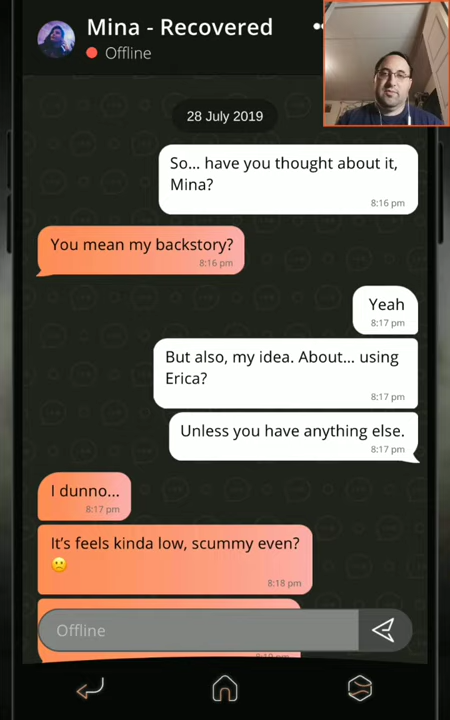 Mina - Recovered
Offline
28 July 2019
So... have you thought about it,
Mina?
8:16 pm
You mean my backstory?
8:16 pm
Yeah
8:17 pm
But also, my idea. About... using
Erica?
8:17 pm
Unless you have anything else.
8:17 pm
I dunno...
8:17 pm
It's feels kinda low, scummy even?
🙁
8:18 pm
Offline